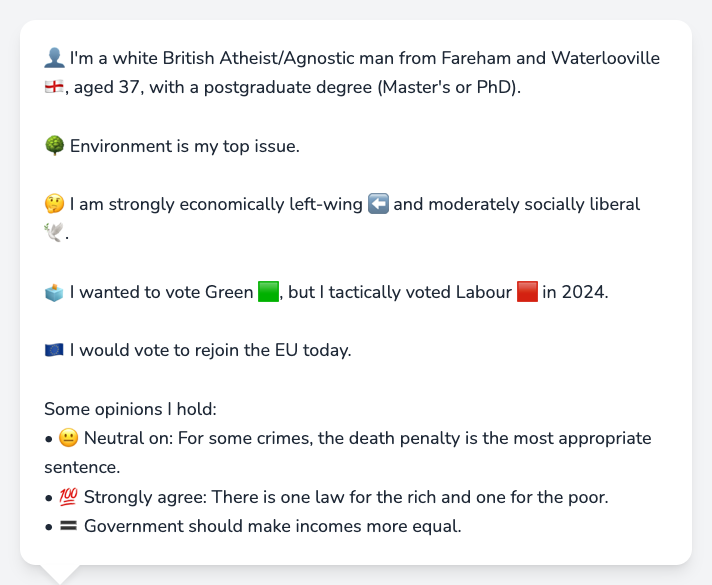 👤 I'm a white British Atheist/Agnostic man from Fareham and Waterlooville
🏴󠁧󠁢󠁥󠁮󠁧󠁿, aged 37, with a postgraduate degree (Master's or PhD).
🌳 Environment is my top issue.
🤔 I am strongly economically left-wing ⬅️ and moderately socially liberal
🕊️.
🗳️ I wanted to vote Green 🟩, but I tactically voted Labour 🟥 in 2024.
🇪🇺 I would vote to rejoin the EU today.
Some opinions I hold:
• 😐 Neutral on: For some crimes, the death penalty is the most appropriate
sentence.
• 💯 Strongly agree: There is one law for the rich and one for the poor.
• 🟰 Government should make incomes more equal.